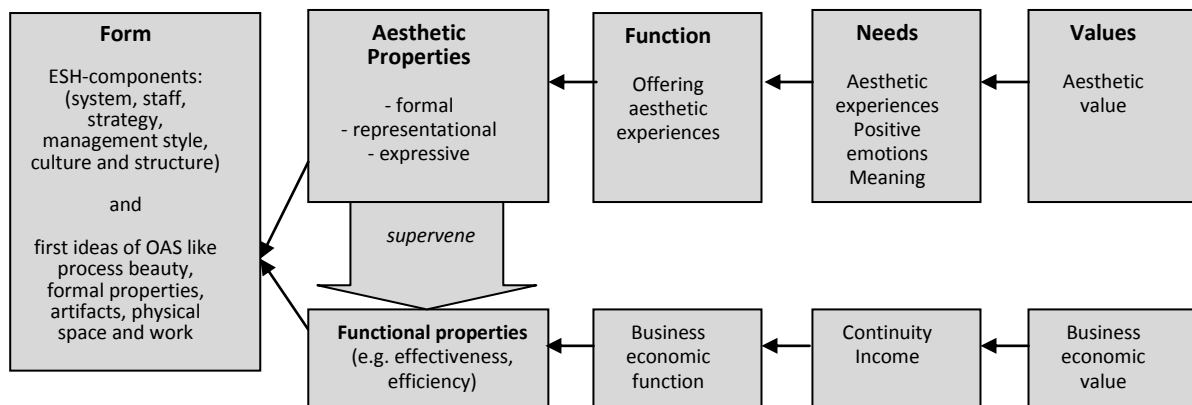 Form
ESH-components:
(system, staff,
strategy,
management style,
culture and structure)
and
first ideas of OAS like
process beauty,
formal properties,
artifacts, physical
space and work
Aesthetic
Properties
- formal
- representational
- expressive
Function
Offering
aesthetic
experiences
Needs
Aesthetic
experiences
Positive
emotions
Meaning
Values
Aesthetic
value
supervene
Functional properties
(e.g. effectiveness,
efficiency)
Business
economic
function
Continuity
Income
Business
economic
value